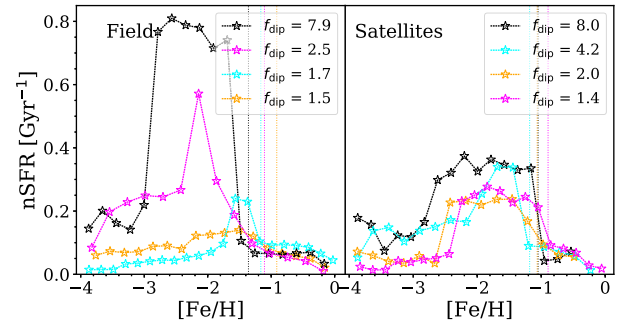 Field
f_dip = 7.9
f_dip = 2.5
f_dip = 1.7
f_dip = 1.5
Satellites
f_dip = 8.0
f_dip = 4.2
f_dip = 2.0
f_dip = 1.4
nSFR [Gyr⁻¹]
0.8
0.6
0.4
0.2
0.0
−4 −3 −2 −1 0
−4 −3 −2 −1 0
[Fe/H]
[Fe/H]